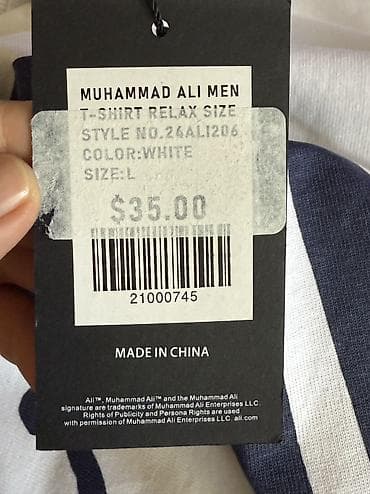 MUHAMMAD ALI MEN
T-SHIRT RELAX SIZE
STYLE NO.24ALI206
COLOR:WHITE
SIZE:L
$35.00
21000745
MADE IN CHINA
Ali™, Muhammad Ali™ and the Muhammad Ali
signature are trademarks of Muhammad Ali Enterprises LLC.
Rights of Publicity and Persona Rights are used
with permission of Muhammad Ali Enterprises LLC. ali.com